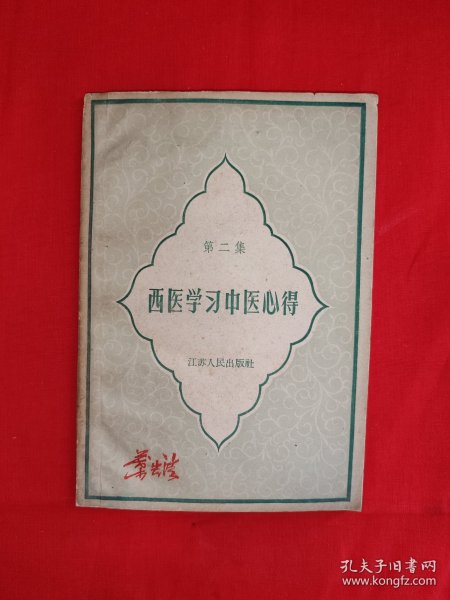 第二集
西医学习中医心得
江苏人民出版社
孔夫子旧书网
www.kongfz.com